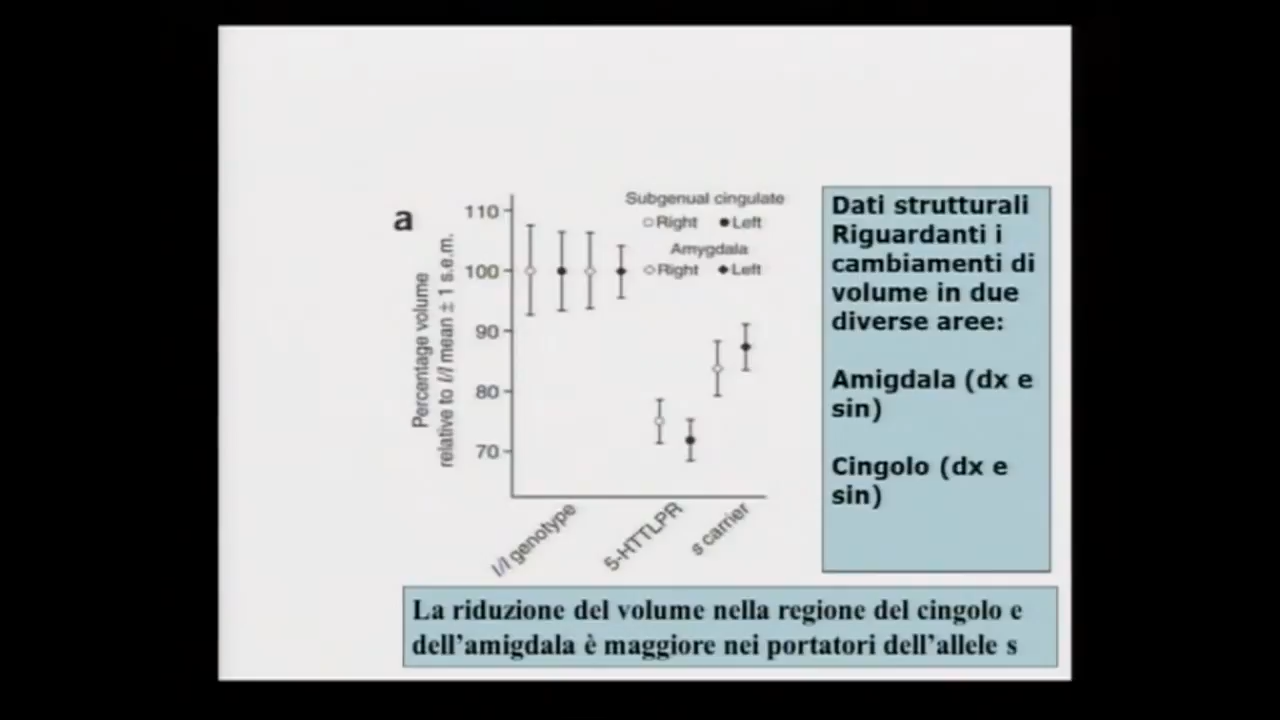 a
Percentage volume
relative to l/l mean ± 1 s.e.m.
110
100
90
80
70
Subgenual cingulate
Right Left
Amygdala
Right Left
l/l genotype
5-HTTLPR
s carrier
Dati strutturali
Riguardanti i
cambiamenti di
volume in due
diverse aree:
Amigdala (dx e
sin)
Cingolo (dx e
sin)
La riduzione del volume nella regione del cingolo e
dell'amigdala è maggiore nei portatori dell'allele s